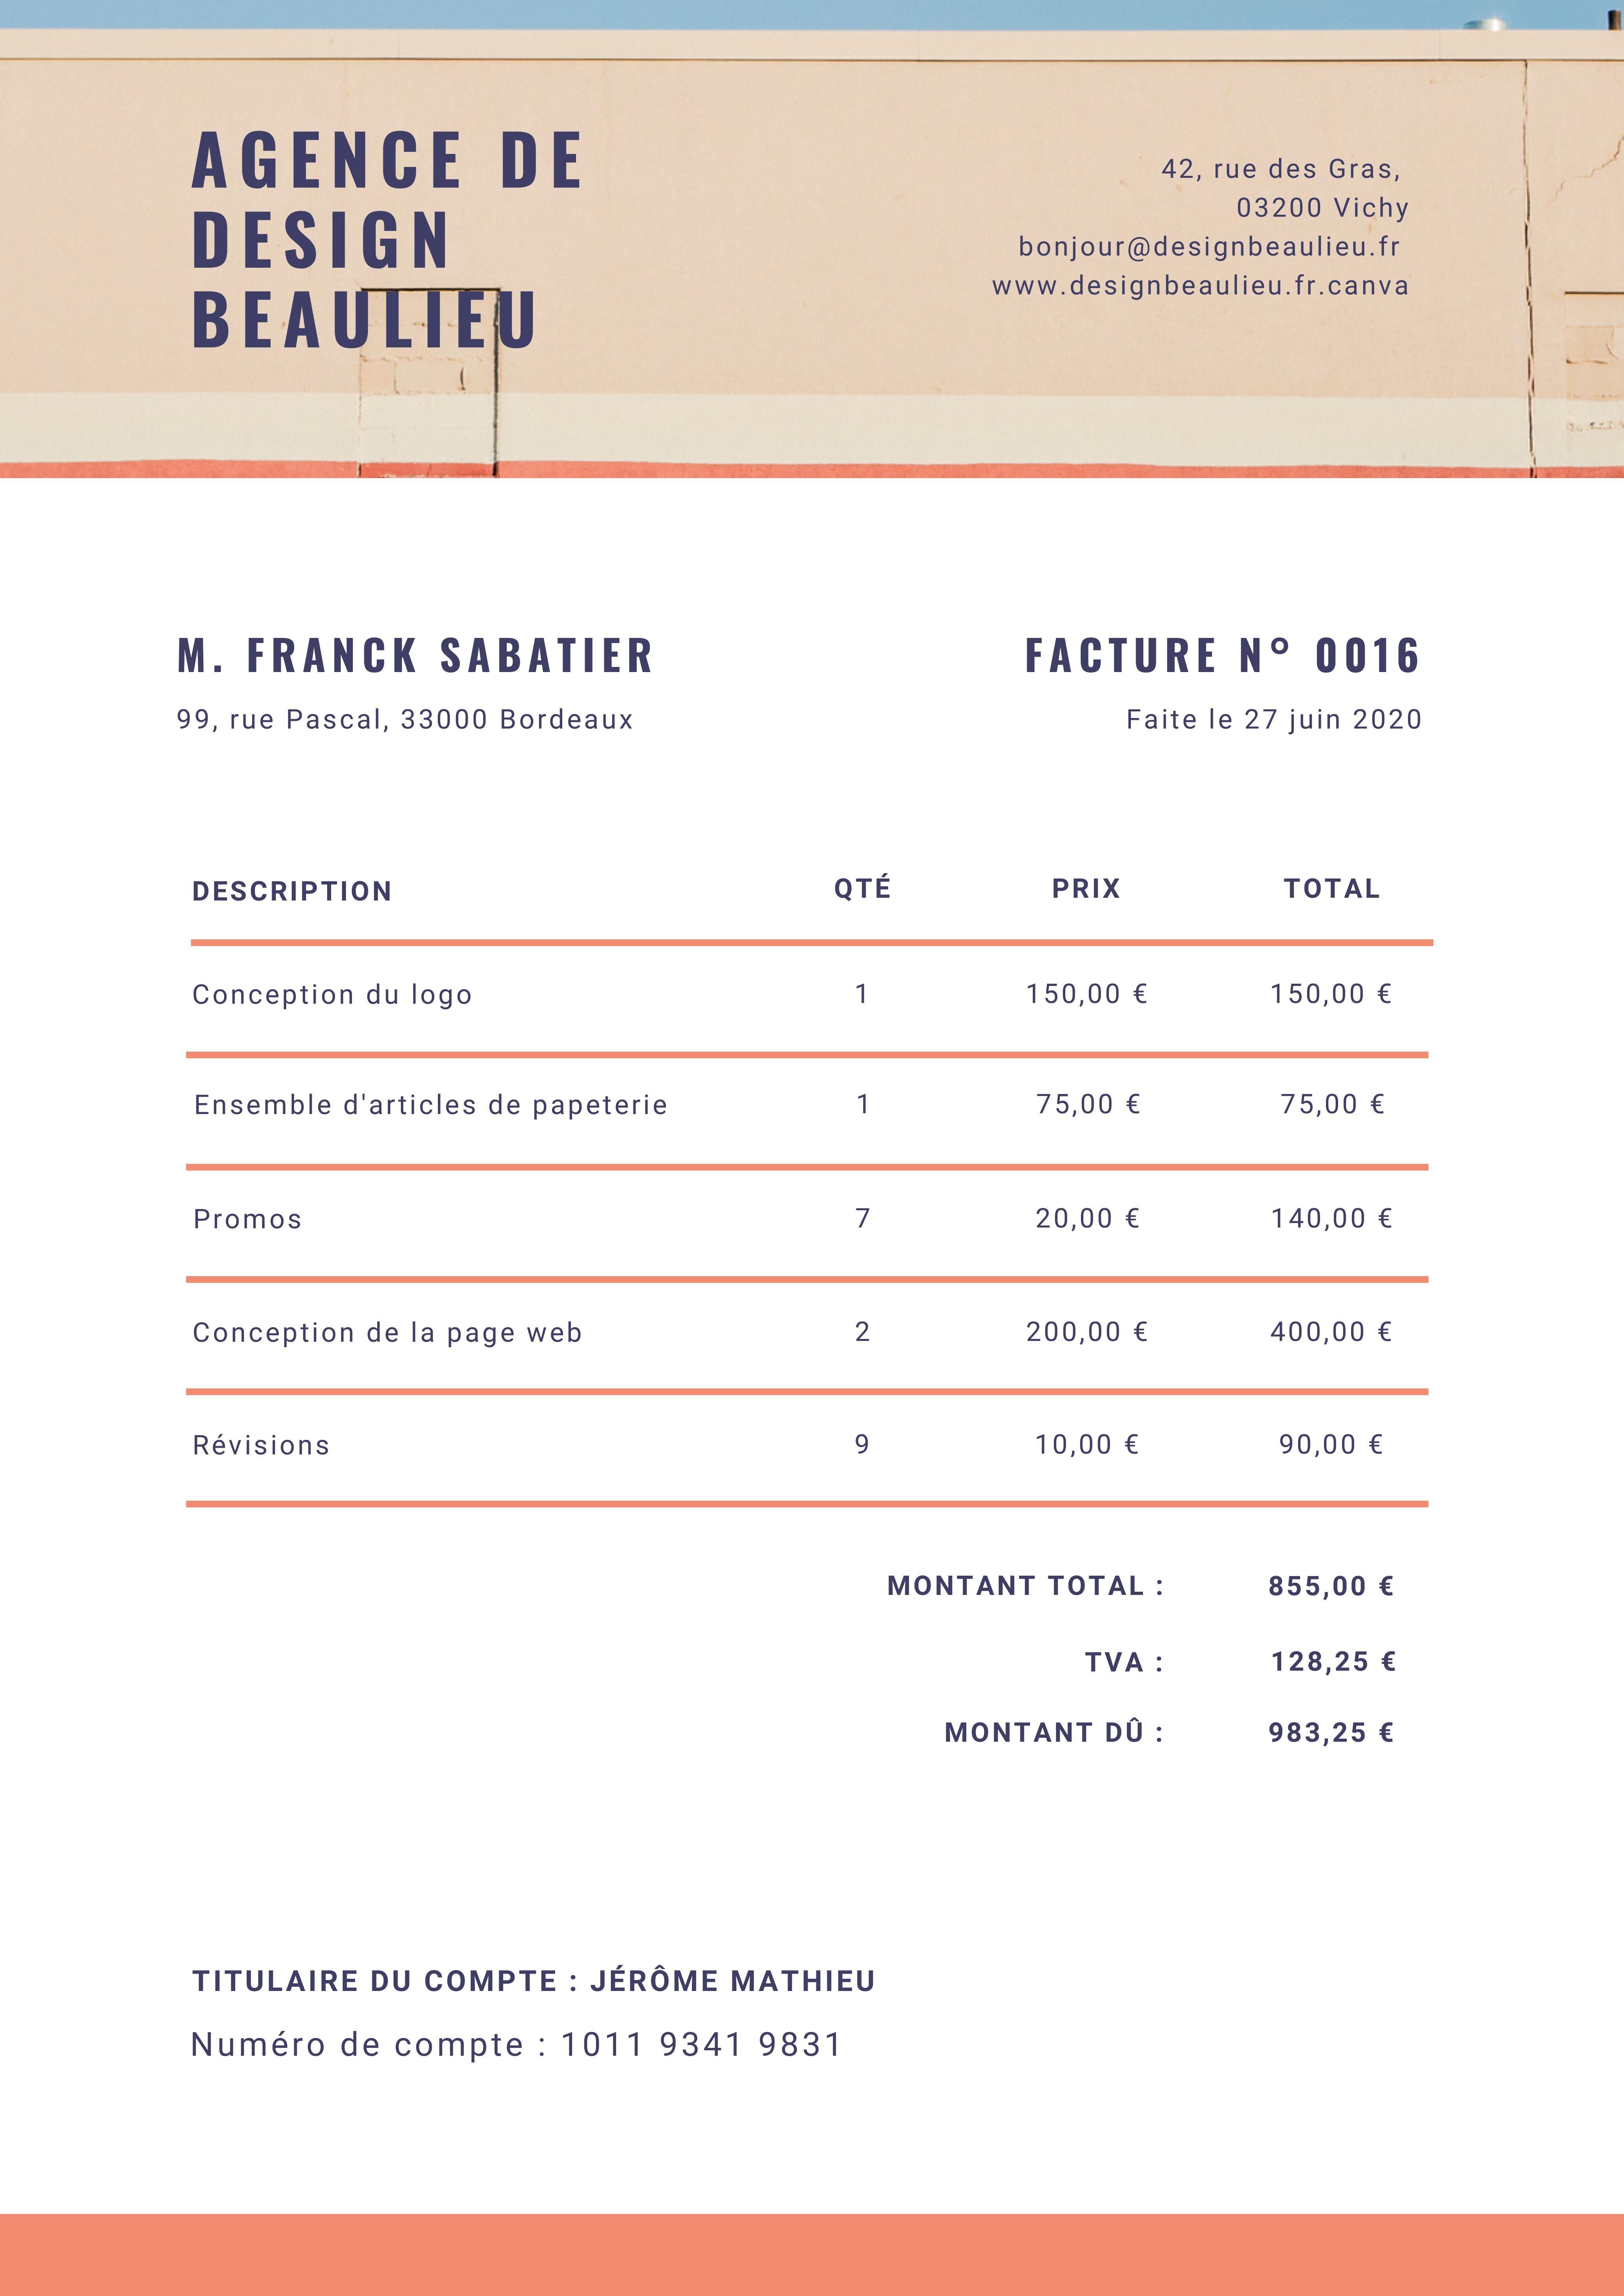 AGENCE DE
DESIGN
BEAULIEU
42, rue des Gras,
03200 Vichy
bonjour@designbeaulieu.fr
www.designbeaulieu.fr.canva
M. FRANCK SABATIER
99, rue Pascal, 33000 Bordeaux
FACTURE N° 0016
Faite le 27 juin 2020
DESCRIPTION QTÉ PRIX TOTAL
Conception du logo 1 150,00 € 150,00 €
Ensemble d'articles de papeterie 1 75,00 € 75,00 €
Promos 7 20,00 € 140,00 €
Conception de la page web 2 200,00 € 400,00 €
Révisions 9 10,00 € 90,00 €
MONTANT TOTAL : 855,00 €
TVA : 128,25 €
MONTANT DÛ : 983,25 €
TITULAIRE DU COMPTE : JÉRÔME MATHIEU
Numéro de compte : 1011 9341 9831